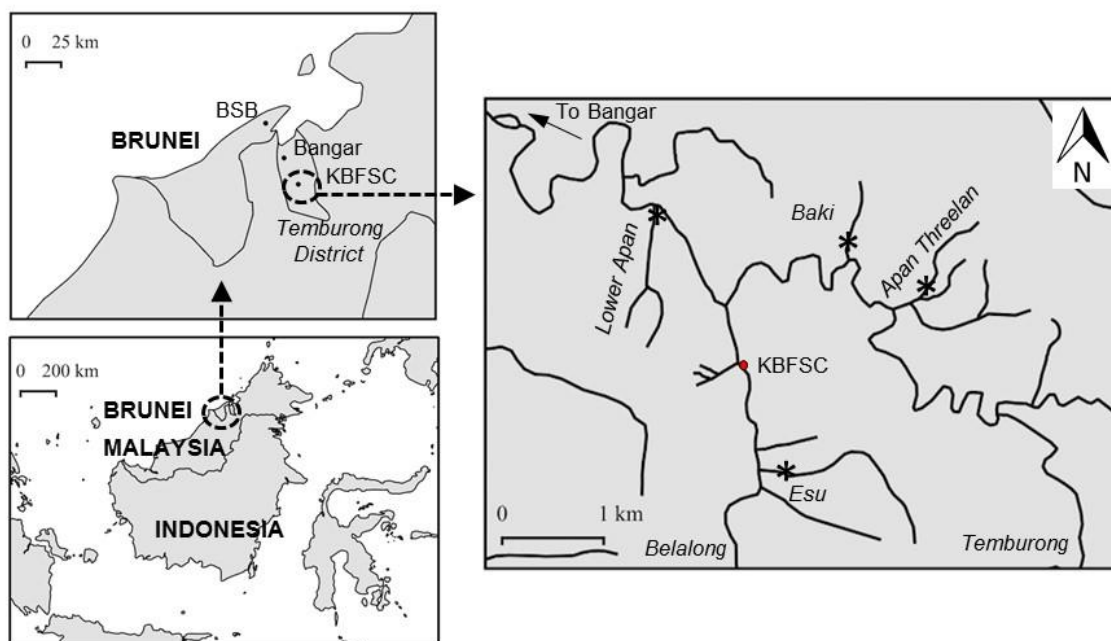 0 25 km
BSB
BRUNEI
Bangar
KBFSC
Temburong
District
0 200 km
BRUNEI
MALAYSIA
INDONESIA
To Bangar
N
Baki
Apan Threelan
Lower Apan
KBFSC
Esu
0 1 km
Belalong
Temburong